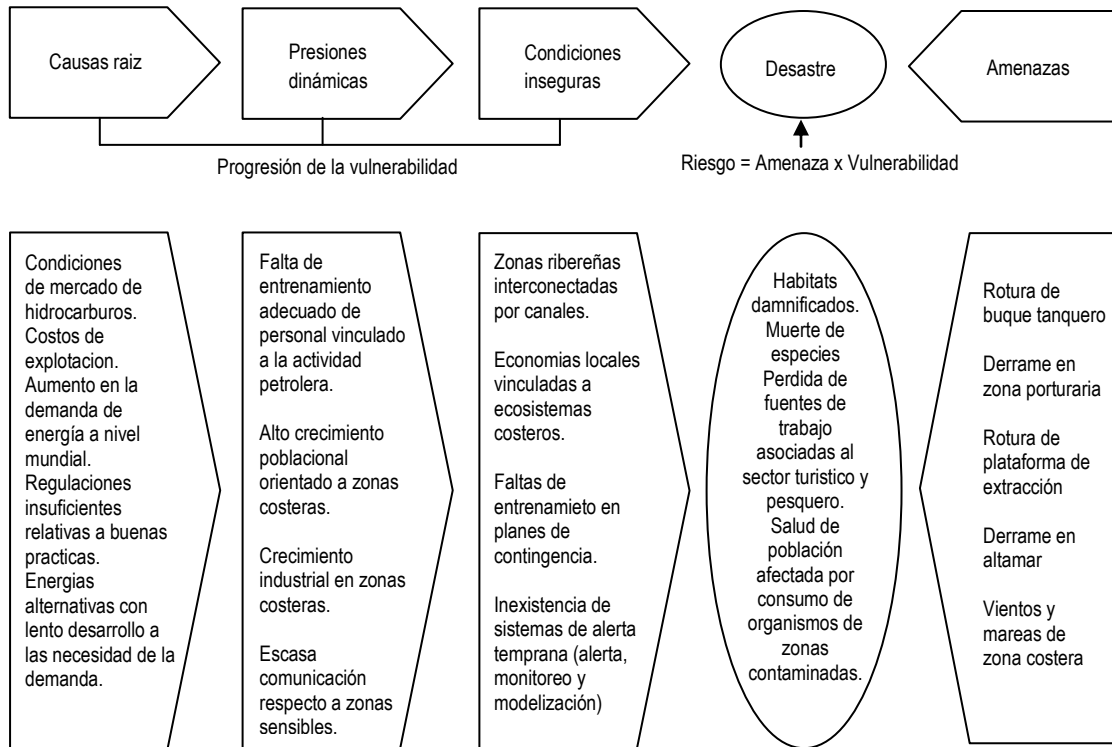 Causas raiz
Presiones
dinámicas
Condiciones
inseguras
Desastre
Amenazas
Progresión de la vulnerabilidad
Riesgo = Amenaza x Vulnerabilidad
Condiciones
de mercado de
hidrocarburos.
Costos de
explotacion.
Aumento en la
demanda de
energía a nivel
mundial.
Regulaciones
insuficientes
relativas a buenas
practicas.
Energias
alternativas con
lento desarrollo a
las necesidad de la
demanda.
Falta de
entrenamiento
adecuado de
personal vinculado
a la actividad
petrolera.
Alto crecimiento
poblacional
orientado a zonas
costeras.
Crecimiento
industrial en zonas
costeras.
Escasa
comunicación
respecto a zonas
sensibles.
Zonas ribereñas
interconectadas
por canales.
Economias locales
vinculadas a
ecosistemas
costeros.
Faltas de
entrenamieto en
planes de
contingencia.
Inexistencia de
sistemas de alerta
temprana (alerta,
monitoreo y
modelización)
Habitats
damnificados.
Muerte de
especies
Perdida de
fuentes de
trabajo
asociadas al
sector turistico y
pesquero.
Salud de
población
afectada por
consumo de
organismos de
zonas
contaminadas.
Rotura de
buque tanquero
Derrame en
zona porturaria
Rotura de
plataforma de
extracción
Derrame en
altamar
Vientos y
mareas de
zona costera